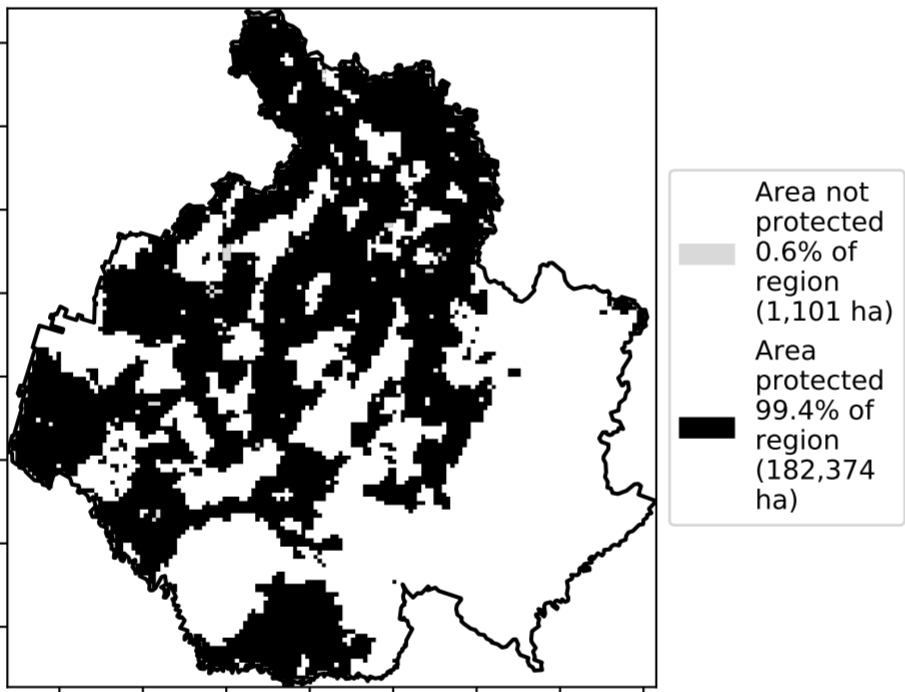 Area not
protected
0.6% of
region
(1,101 ha)
Area
protected
99.4% of
region
(182,374
ha)